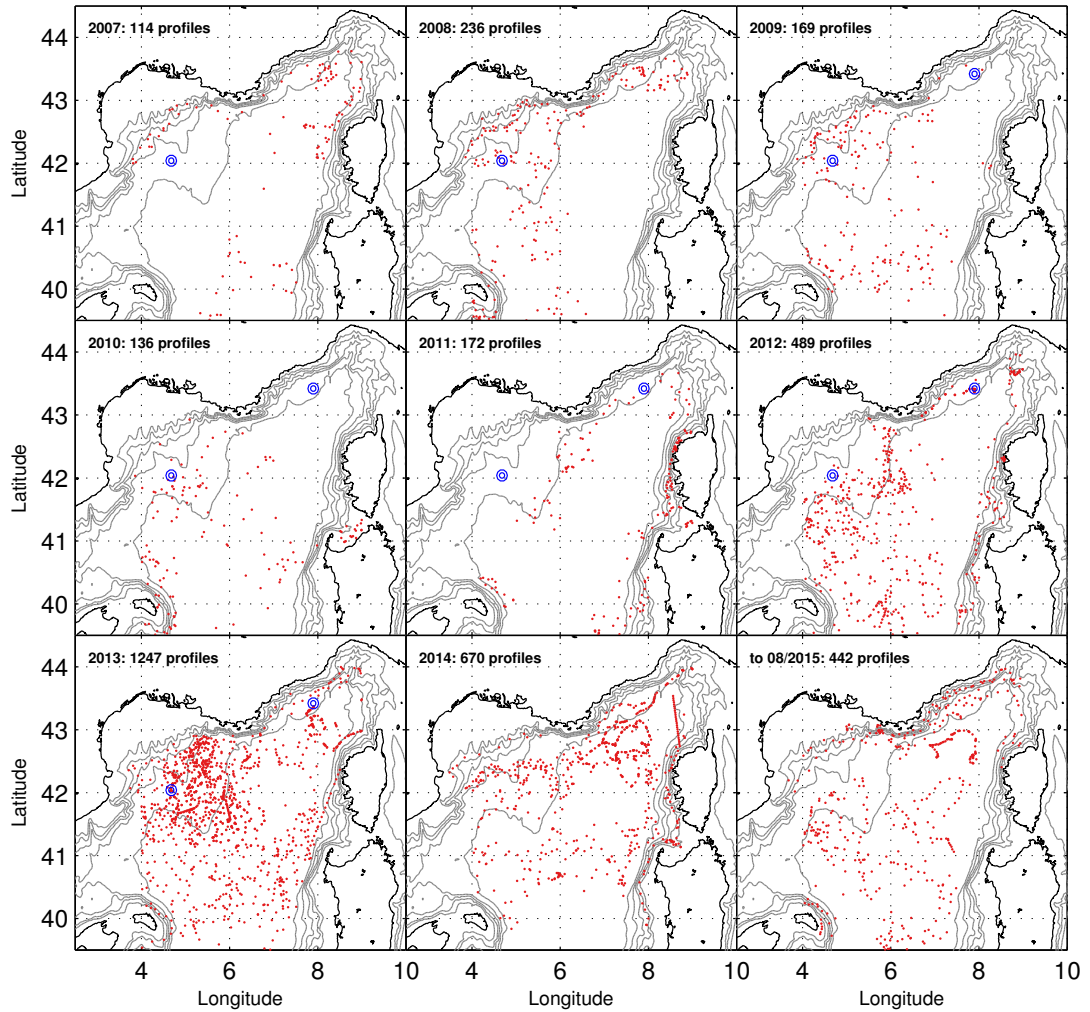 2007: 114 profiles
2008: 236 profiles
2009: 169 profiles
44
43
42
41
40
Latitude
2010: 136 profiles
2011: 172 profiles
2012: 489 profiles
44
43
42
41
40
Latitude
2013: 1247 profiles
2014: 670 profiles
to 08/2015: 442 profiles
44
43
42
41
40
Latitude
4 6 8 10 4 6 8 10 4 6 8 10
Longitude Longitude Longitude